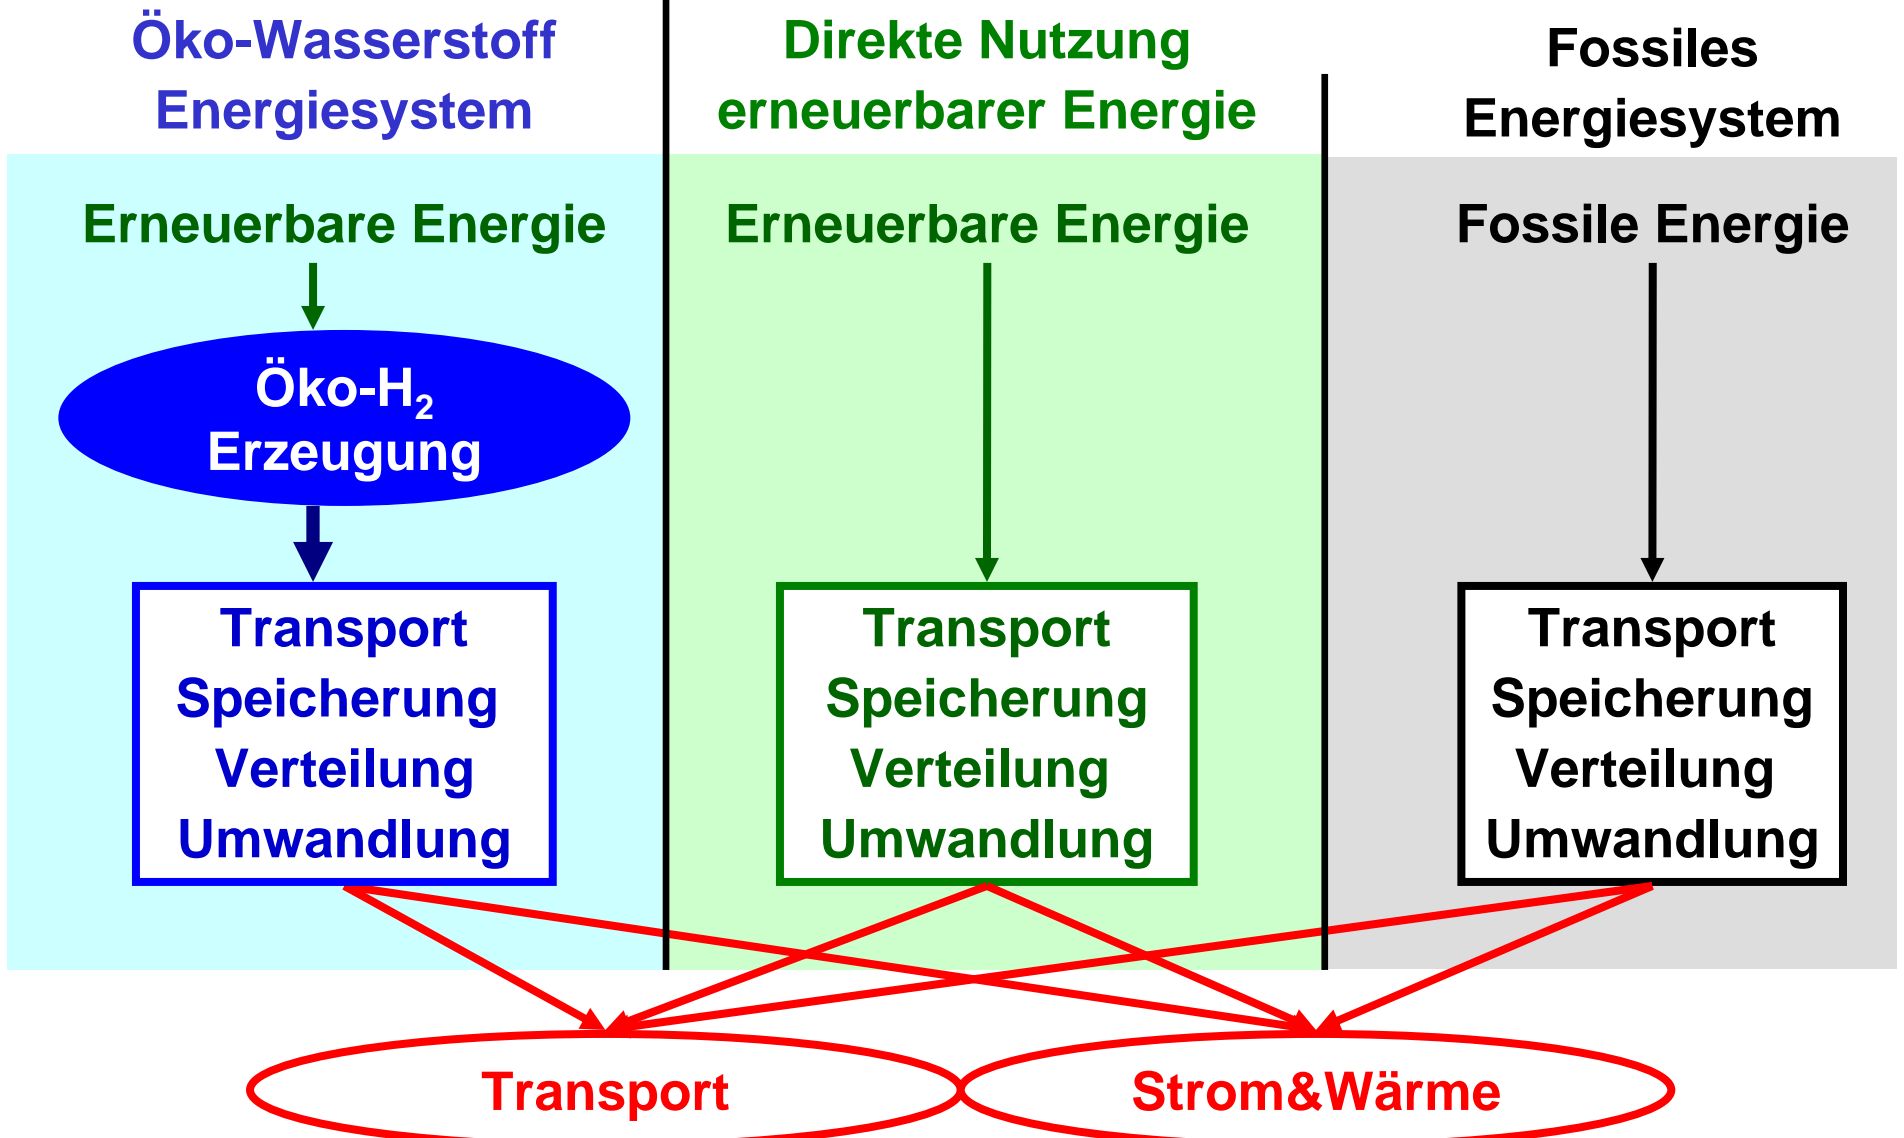 Öko-Wasserstoff
Energiesystem
Erneuerbare Energie
Öko-H₂
Erzeugung
Transport
Speicherung
Verteilung
Umwandlung
Direkte Nutzung
erneuerbarer Energie
Erneuerbare Energie
Transport
Speicherung
Verteilung
Umwandlung
Fossiles
Energiesystem
Fossile Energie
Transport
Speicherung
Verteilung
Umwandlung
Transport
Strom&Wärme